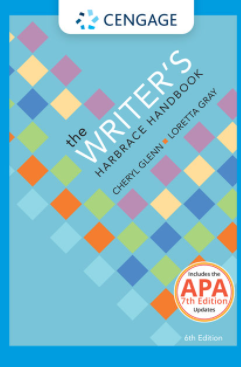 CENGAGE
the
WRITER'S
HARBRACE HANDBOOK
CHERYL GLENN LORETTA GRAY
Includes the
APA
7th Edition
Updates
6th Edition